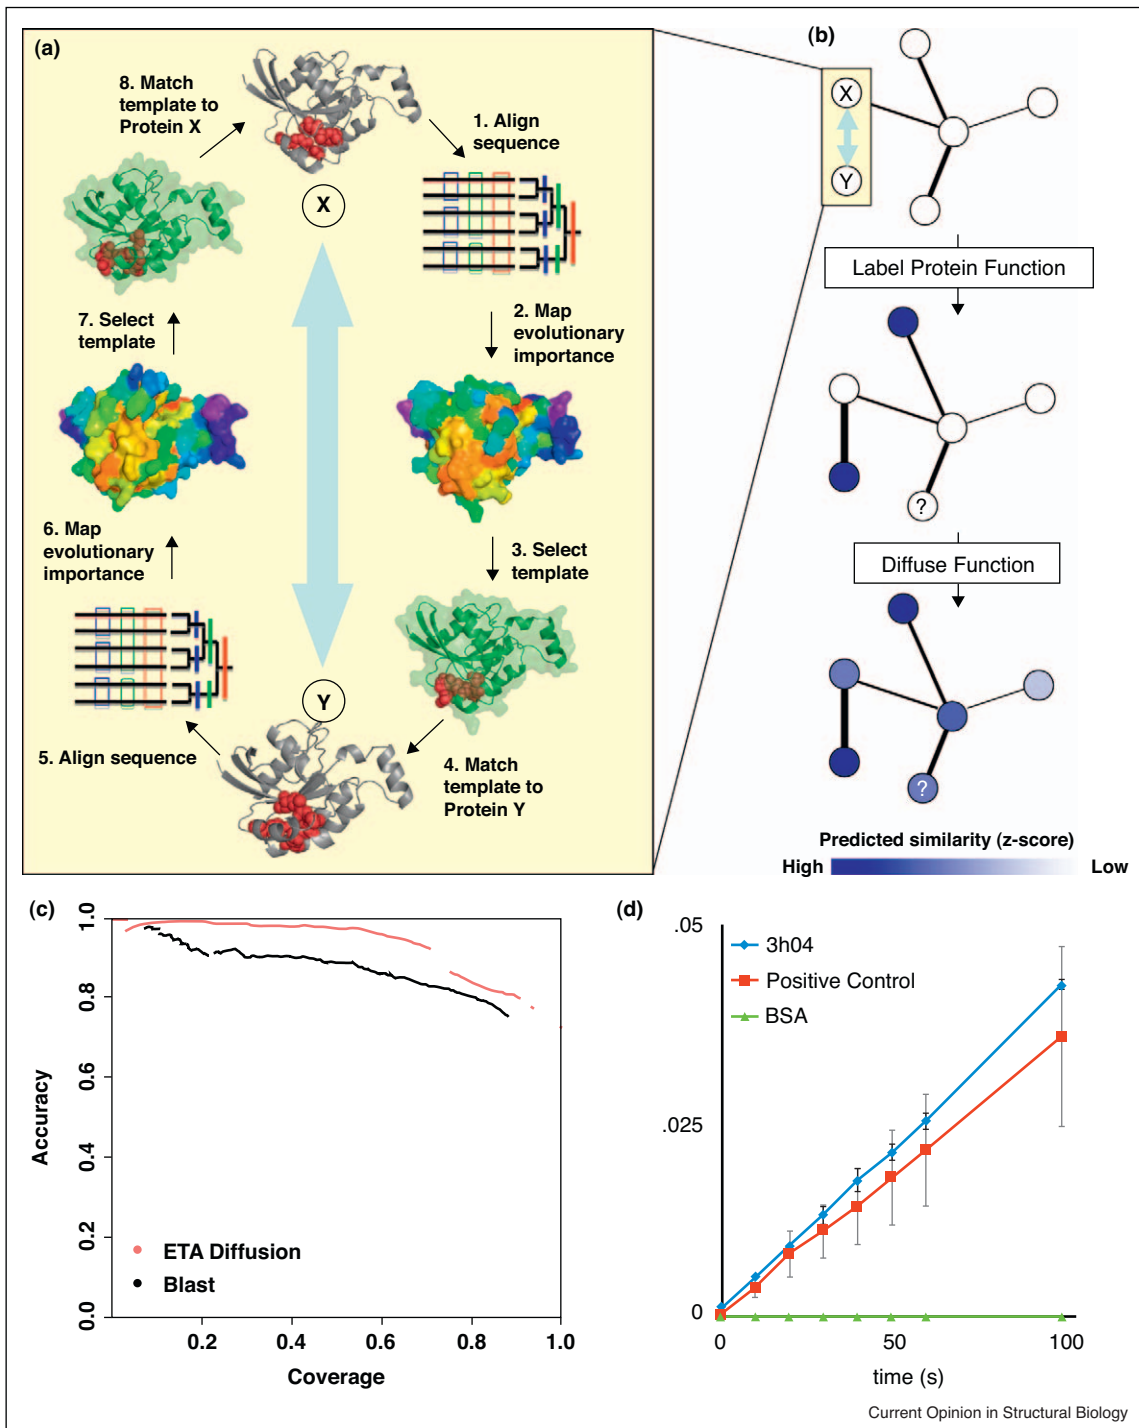 (a)
8. Match
template to
Protein X
1. Align
sequence
X
2. Map
evolutionary
importance
7. Select
template
3. Select
template
6. Map
evolutionary
importance
Y
5. Align sequence
4. Match
template to
Protein Y
(b)
X
Y
Label Protein Function
?
Diffuse Function
?
Predicted similarity (z-score)
High
Low
(c)
1.0
0.8
0.6
0.4
0.2
0.0
Accuracy
ETA Diffusion
Blast
0.2 0.4 0.6 0.8 1.0
Coverage
(d)
.05
3h04
Positive Control
BSA
.025
0
0 50 100
time (s)
Current Opinion in Structural Biology